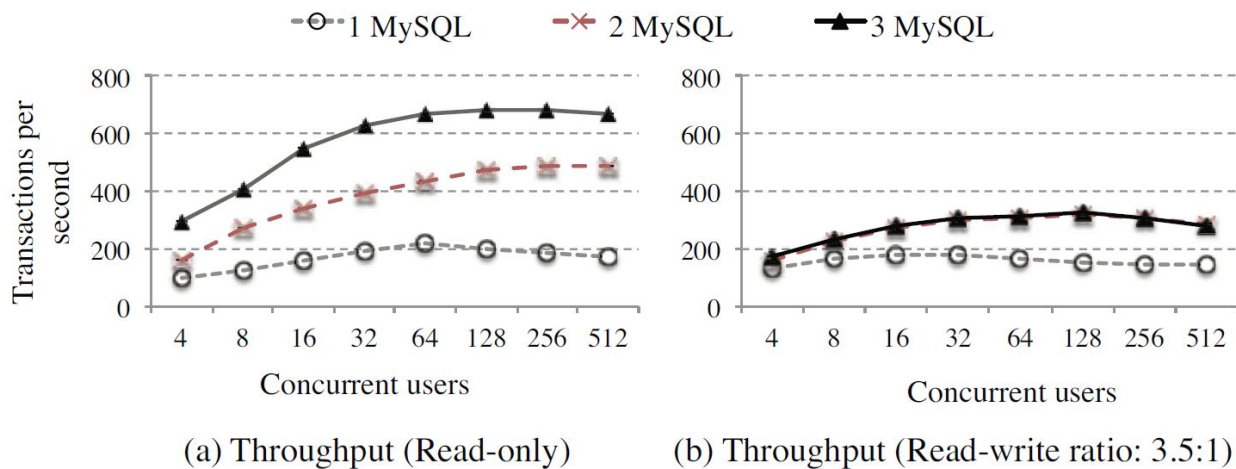 1 MySQL 2 MySQL 3 MySQL
Transactions per
second
800
600
400
200
0
4 8 16 32 64 128 256 512
Concurrent users
(a) Throughput (Read-only)
800
600
400
200
0
4 8 16 32 64 128 256 512
Concurrent users
(b) Throughput (Read-write ratio: 3.5:1)